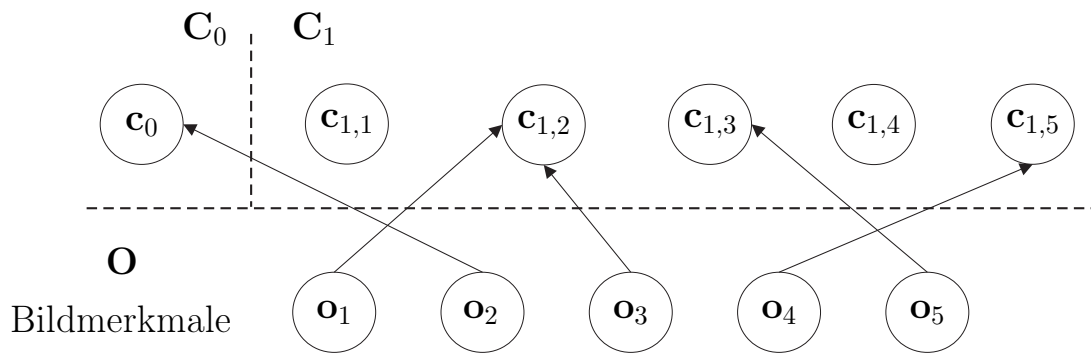 C₀ C₁
c₀ c₁,₁ c₁,₂ c₁,₃ c₁,₄ c₁,₅
O
Bildmerkmale
o₁ o₂ o₃ o₄ o₅